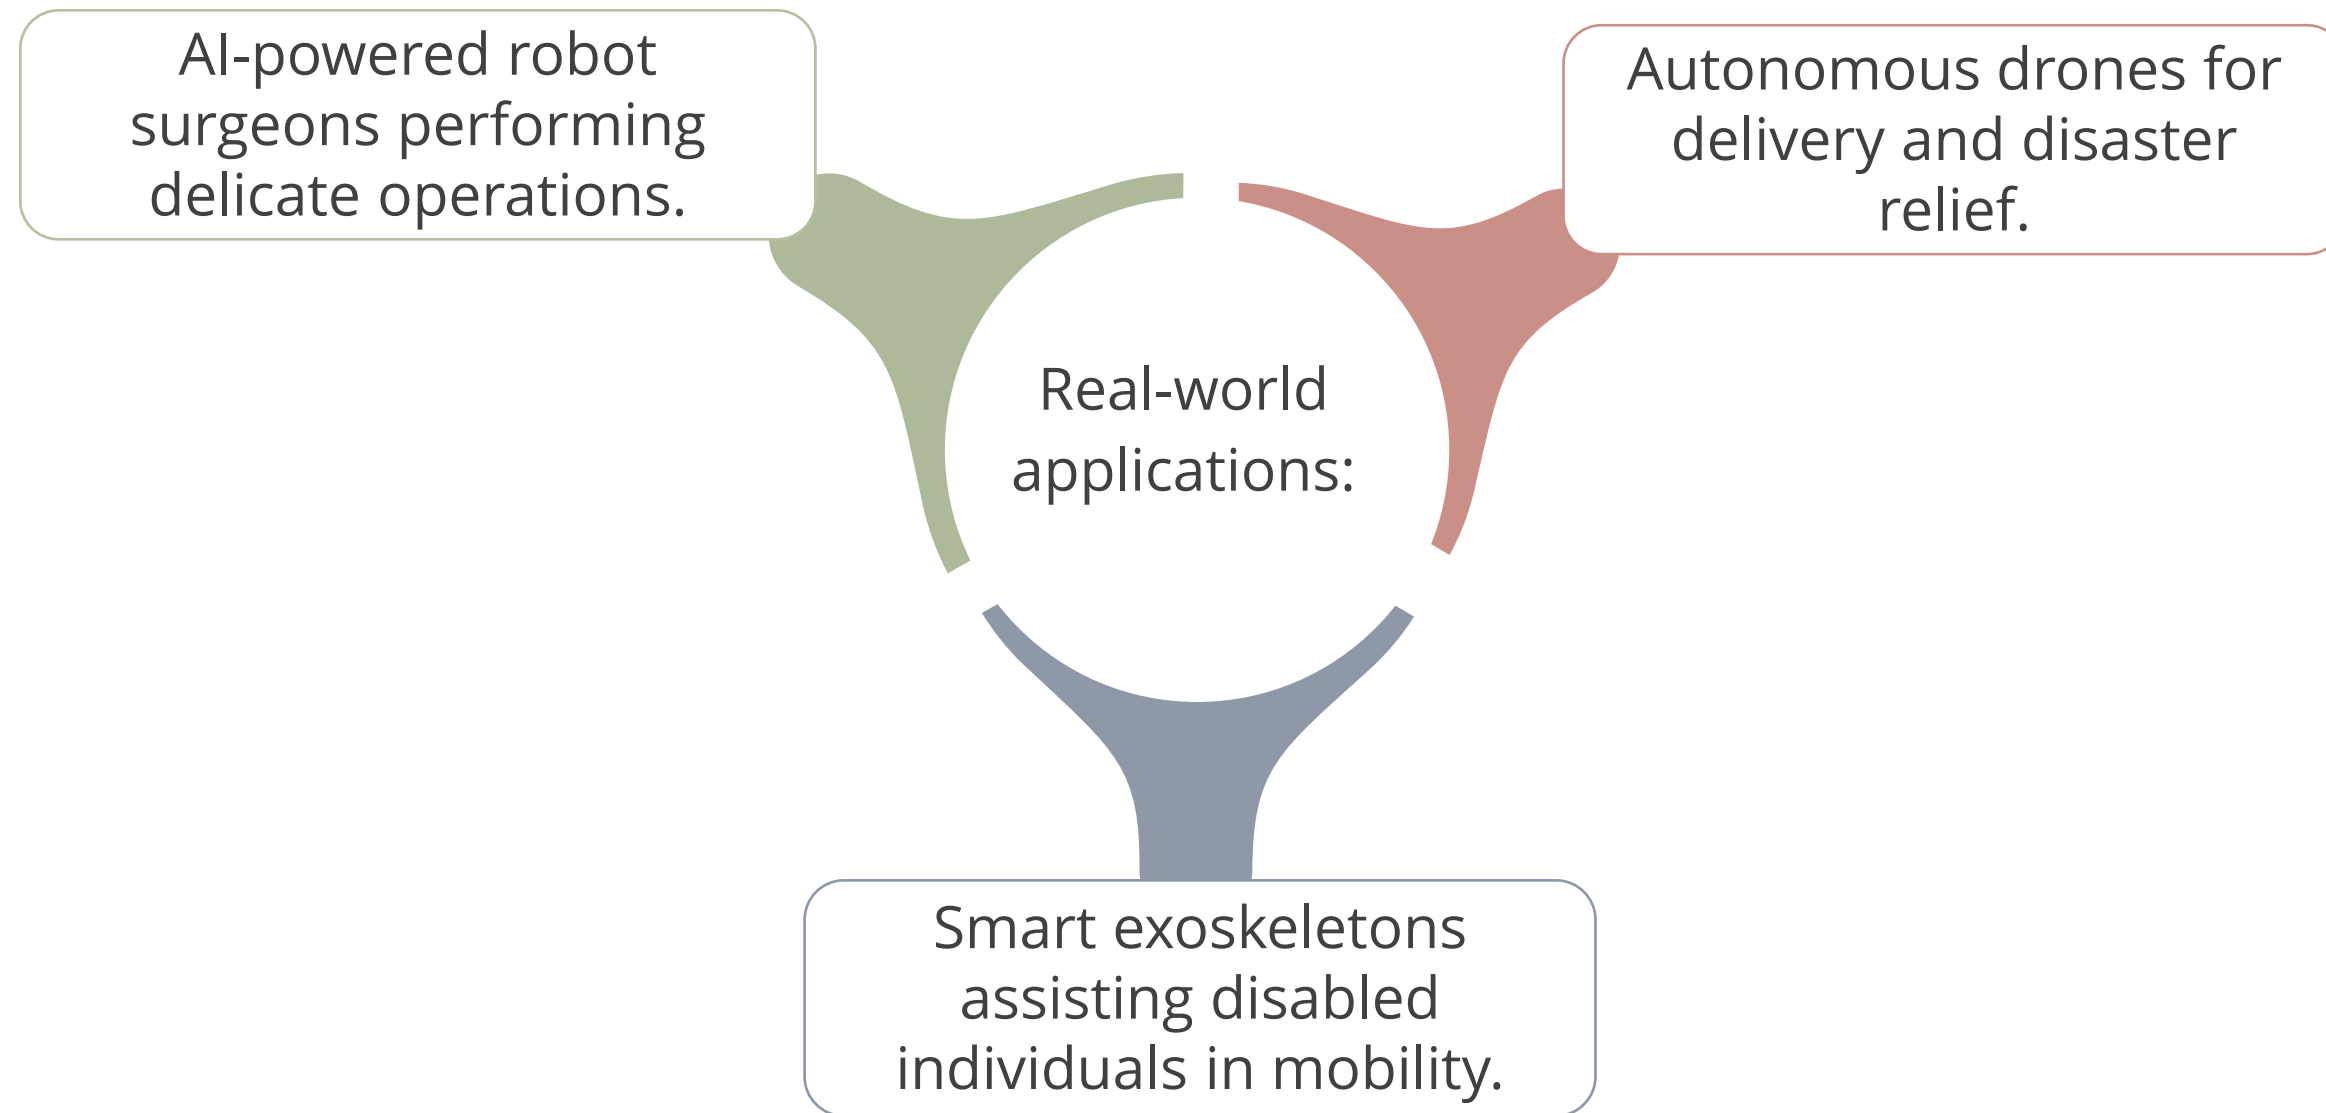 AI-powered robot
surgeons performing
delicate operations.
Autonomous drones for
delivery and disaster
relief.
Real-world
applications:
Smart exoskeletons
assisting disabled
individuals in mobility.